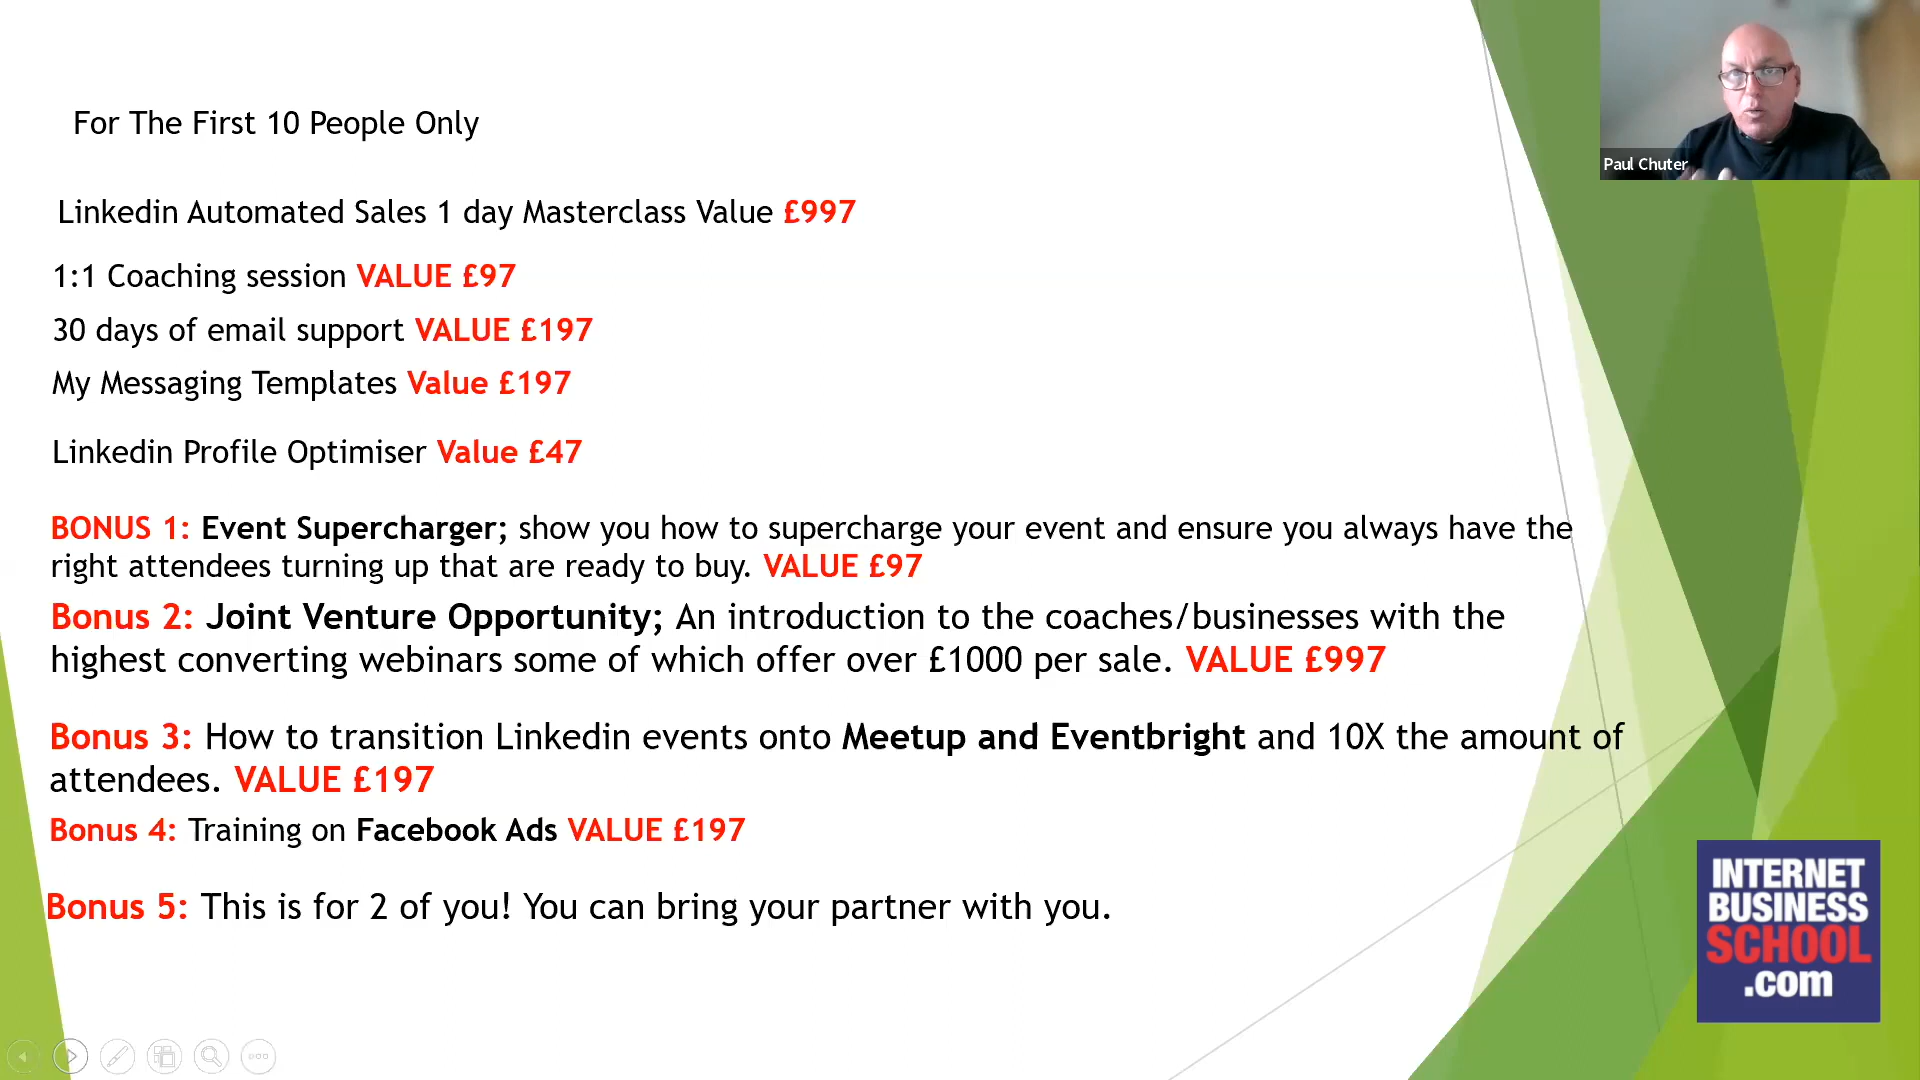 Paul Chuter
For The First 10 People Only
Linkedin Automated Sales 1 day Masterclass Value £997
1:1 Coaching session VALUE £97
30 days of email support VALUE £197
My Messaging Templates Value £197
Linkedin Profile Optimiser Value £47
BONUS 1: Event Supercharger; show you how to supercharge your event and ensure you always have the
right attendees turning up that are ready to buy. VALUE £97
Bonus 2: Joint Venture Opportunity; An introduction to the coaches/businesses with the
highest converting webinars some of which offer over £1000 per sale. VALUE £997
Bonus 3: How to transition Linkedin events onto Meetup and Eventbright and 10X the amount of
attendees. VALUE £197
Bonus 4: Training on Facebook Ads VALUE £197
Bonus 5: This is for 2 of you! You can bring your partner with you.
INTERNET
BUSINESS
SCHOOL
.com